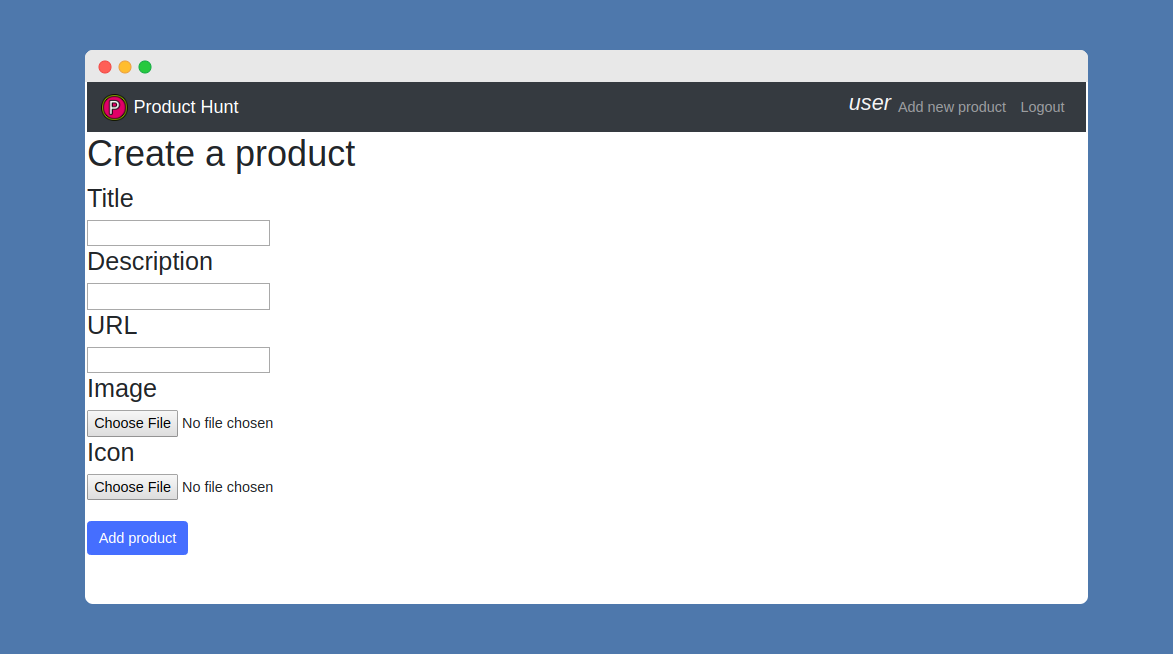 P Product Hunt user Add new product Logout
Create a product
Title
Description
URL
Image
Choose File No file chosen
Icon
Choose File No file chosen
Add product